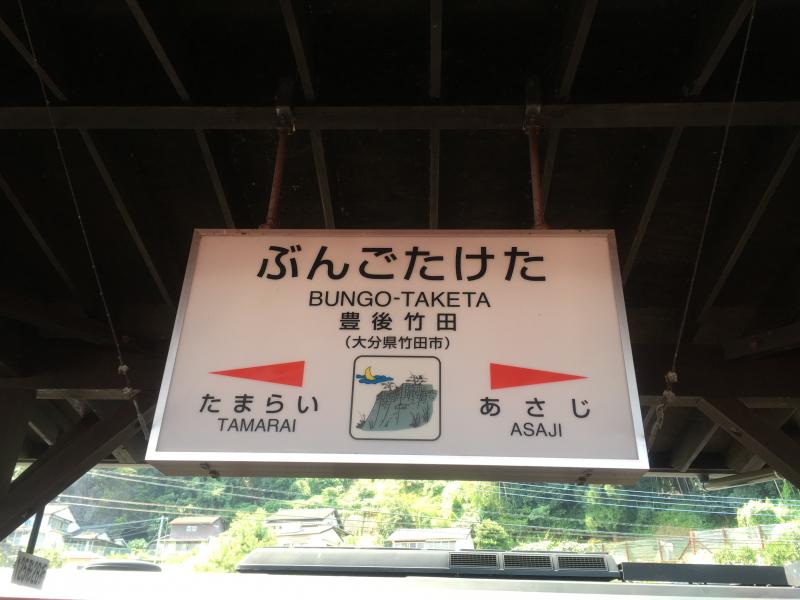 ぶんごたけた
BUNGO-TAKETA
豊後竹田
(大分県竹田市)
たまらい
TAMARAI
あさじ
ASAJI